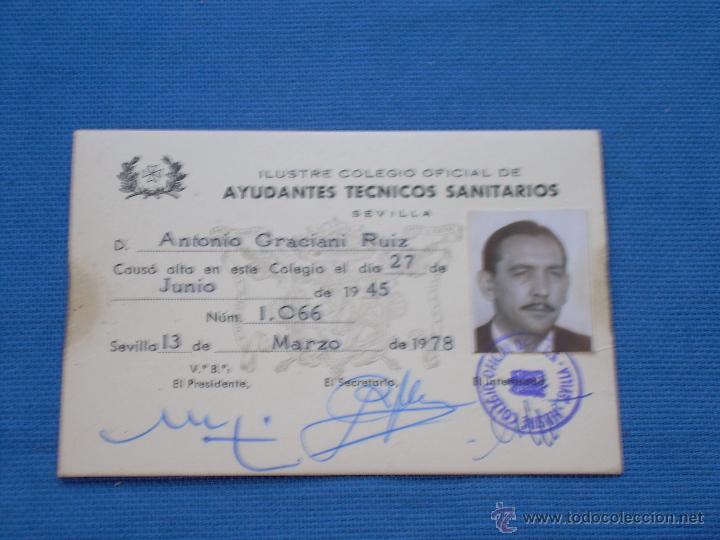 ILUSTRE COLEGIO OFICIAL DE
AYUDANTES TECNICOS SANITARIOS
SEVILLA
D. Antonio Graciani Ruiz
Causó alta en este Colegio el día 27 de
Junio de 1945
Núm. 1.066
Sevilla 13 de Marzo de 1978
V.º B.º:
El Presidente, El Secretario, El Interesado,
todocoleccion
www.todocoleccion.net